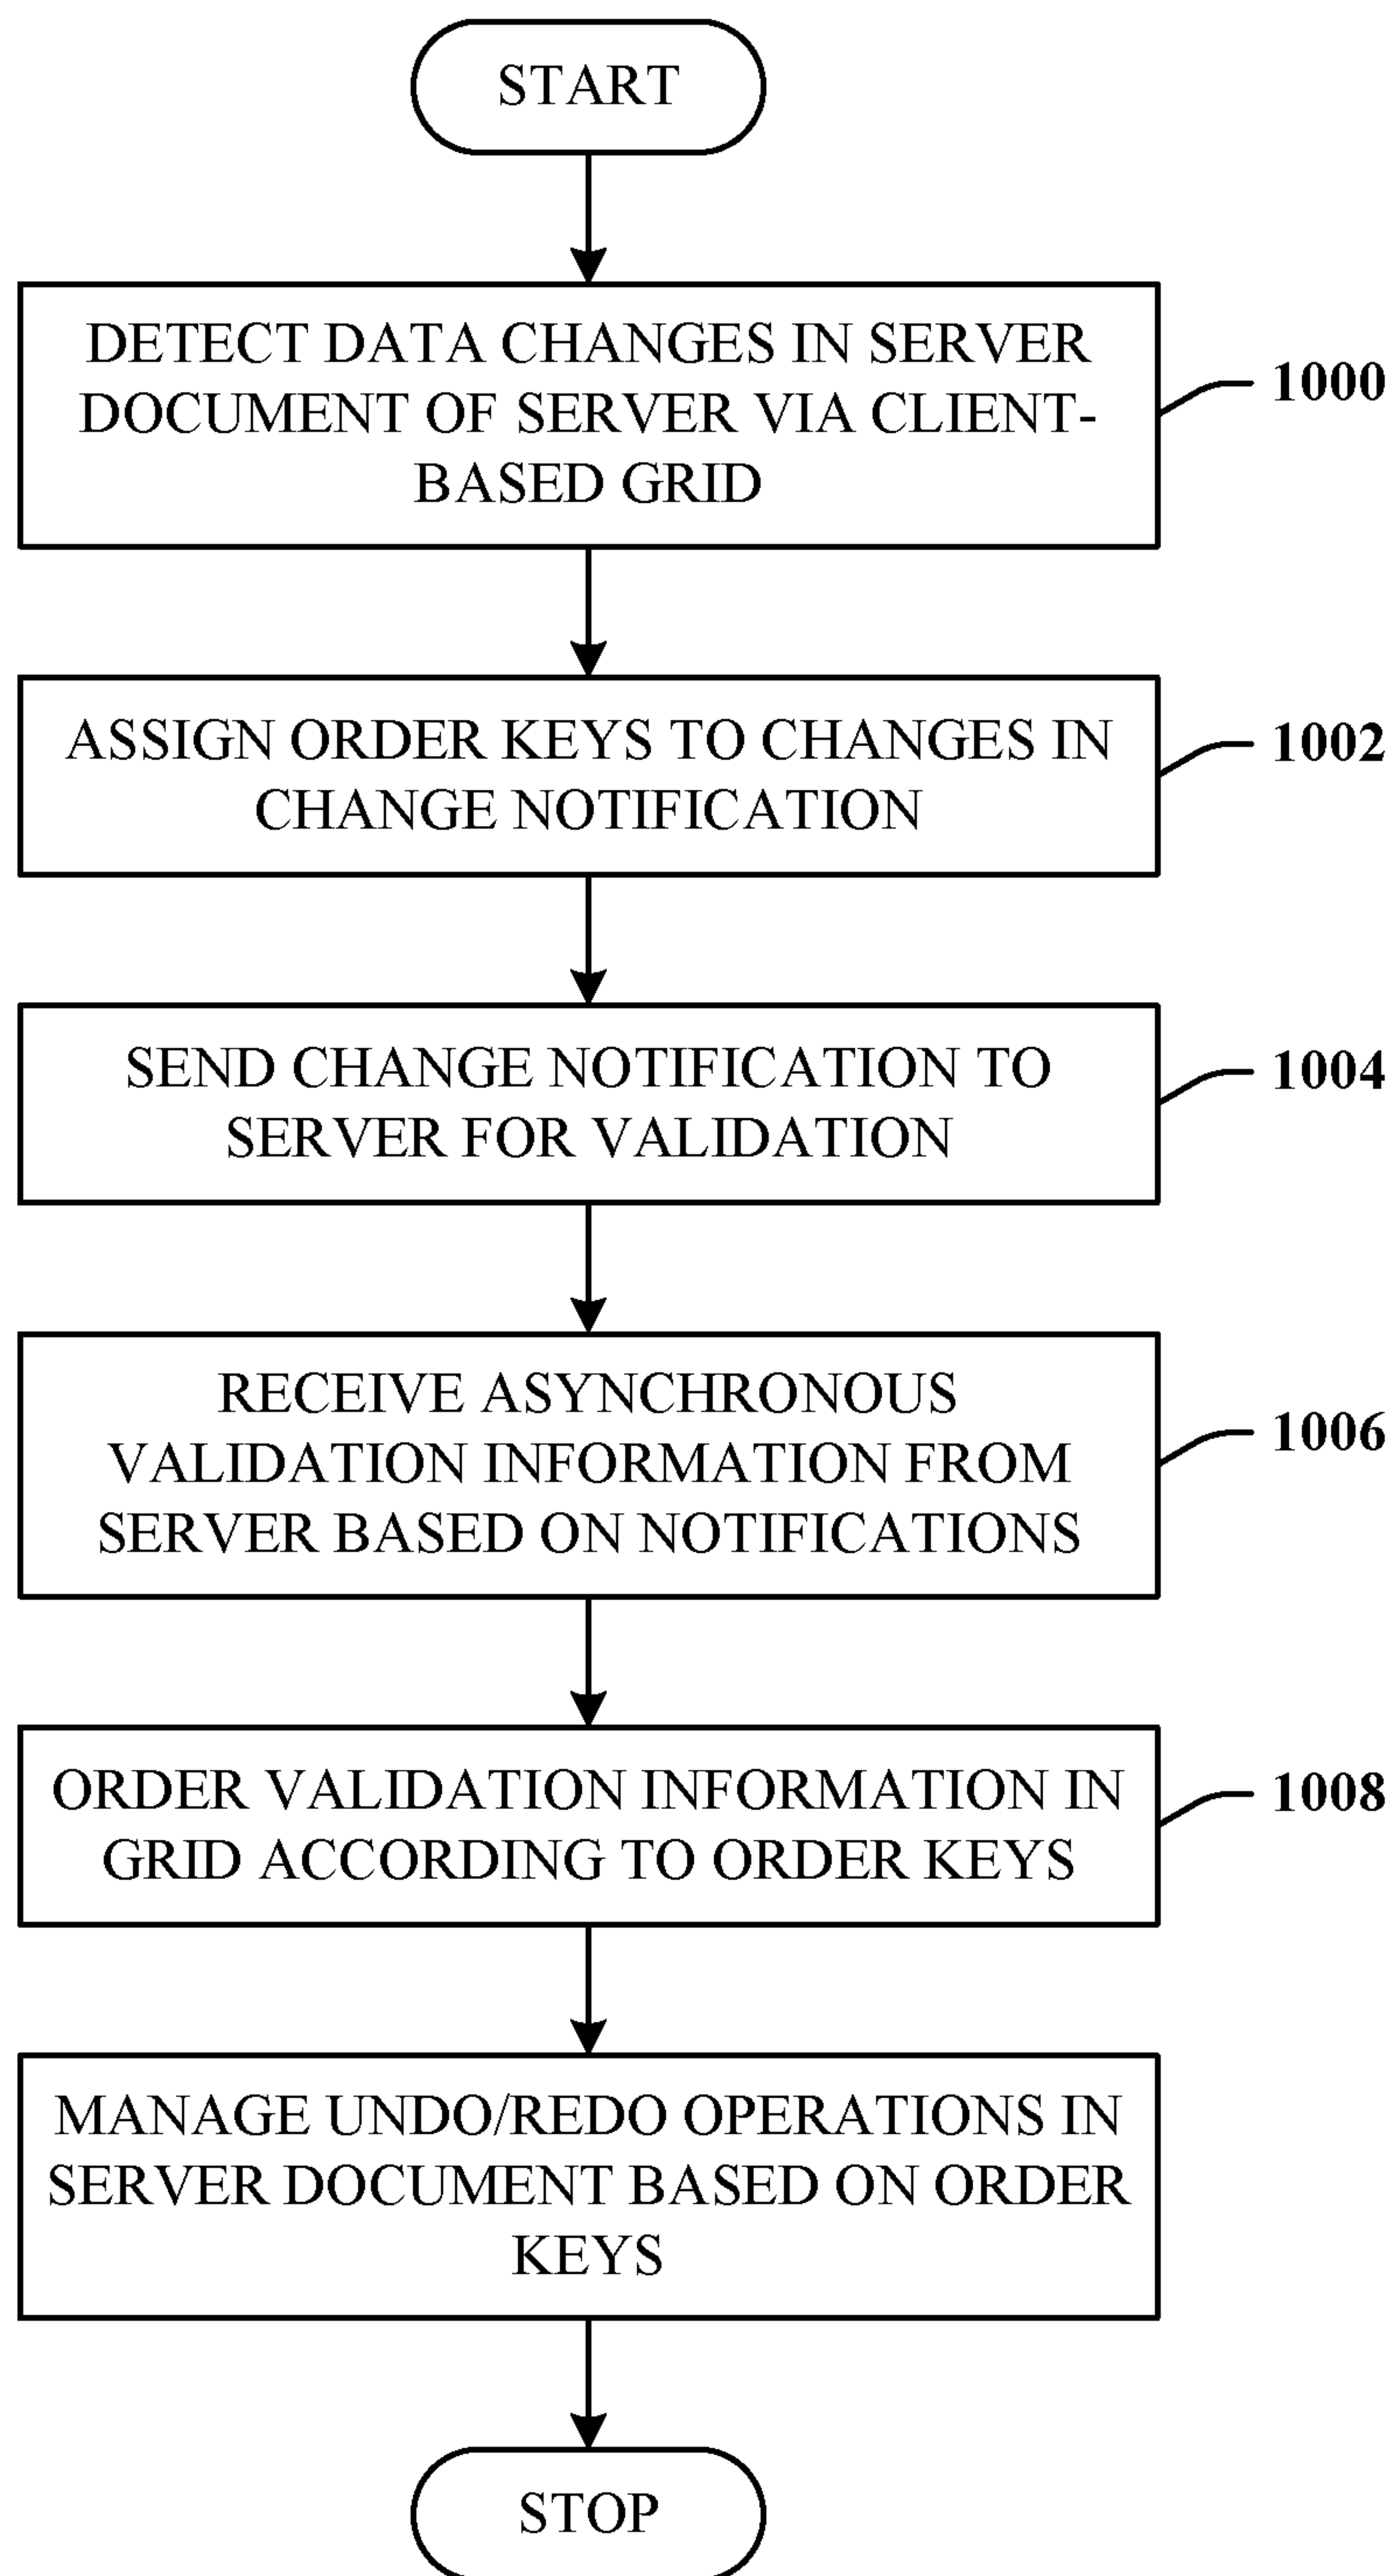 START
DETECT DATA CHANGES IN SERVER
DOCUMENT OF SERVER VIA CLIENT-
BASED GRID
1000
ASSIGN ORDER KEYS TO CHANGES IN
CHANGE NOTIFICATION
1002
SEND CHANGE NOTIFICATION TO
SERVER FOR VALIDATION
1004
RECEIVE ASYNCHRONOUS
VALIDATION INFORMATION FROM
SERVER BASED ON NOTIFICATIONS
1006
ORDER VALIDATION INFORMATION IN
GRID ACCORDING TO ORDER KEYS
1008
MANAGE UNDO/REDO OPERATIONS IN
SERVER DOCUMENT BASED ON ORDER
KEYS
STOP